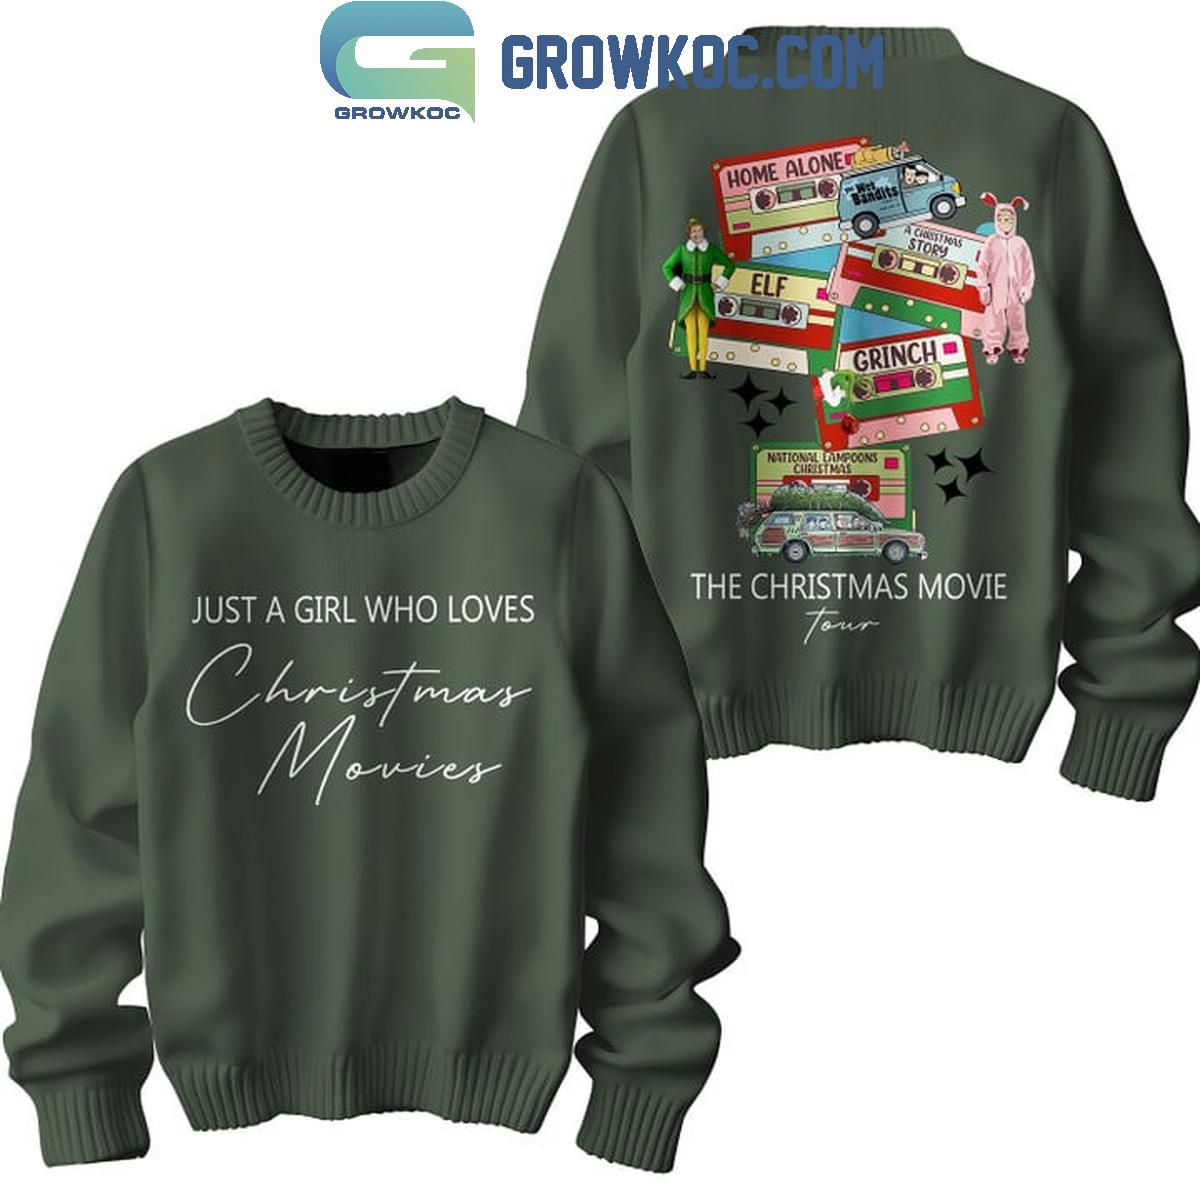 GROWKOC
GROWKOC.COM
HOME ALONE
The Wet
Bandits
A CHRISTMAS
STORY
ELF
GRINCH
NATIONAL LAMPOONS
CHRISTMAS
THE CHRISTMAS MOVIE
tour
JUST A GIRL WHO LOVES
Christmas
Movies